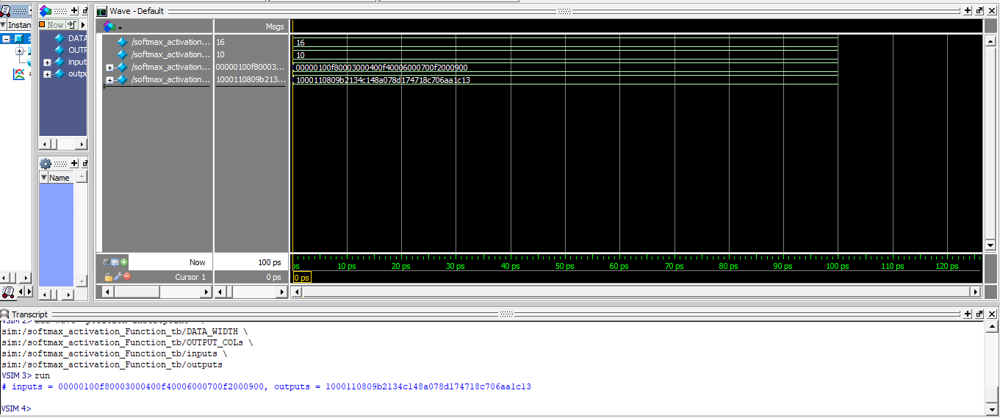 Wave - Default
Instan
Now
Msgs
DATA
OUTF
input
outpu
/softmax_activation... 16
/softmax_activation... 10
/softmax_activation... 00000100f80003...
/softmax_activation... 1000110809b213...
16
10
00000100f80003000400f40006000700f2000900
1000110809b2134c148a078d174718c706aa1c13
Name
Now 100 ps
Cursor 1 0 ps
ps 10 ps 20 ps 30 ps 40 ps 50 ps 60 ps 70 ps 80 ps 90 ps 100 ps 110 ps 120 ps
0 ps
Transcript
sim:/softmax_activation_Function_tb/DATA_WIDTH \
sim:/softmax_activation_Function_tb/OUTPUT_COLs \
sim:/softmax_activation_Function_tb/inputs \
sim:/softmax_activation_Function_tb/outputs
VSIM 3> run
# inputs = 00000100f80003000400f40006000700f2000900, outputs = 1000110809b2134c148a078d174718c706aa1c13
VSIM 4>